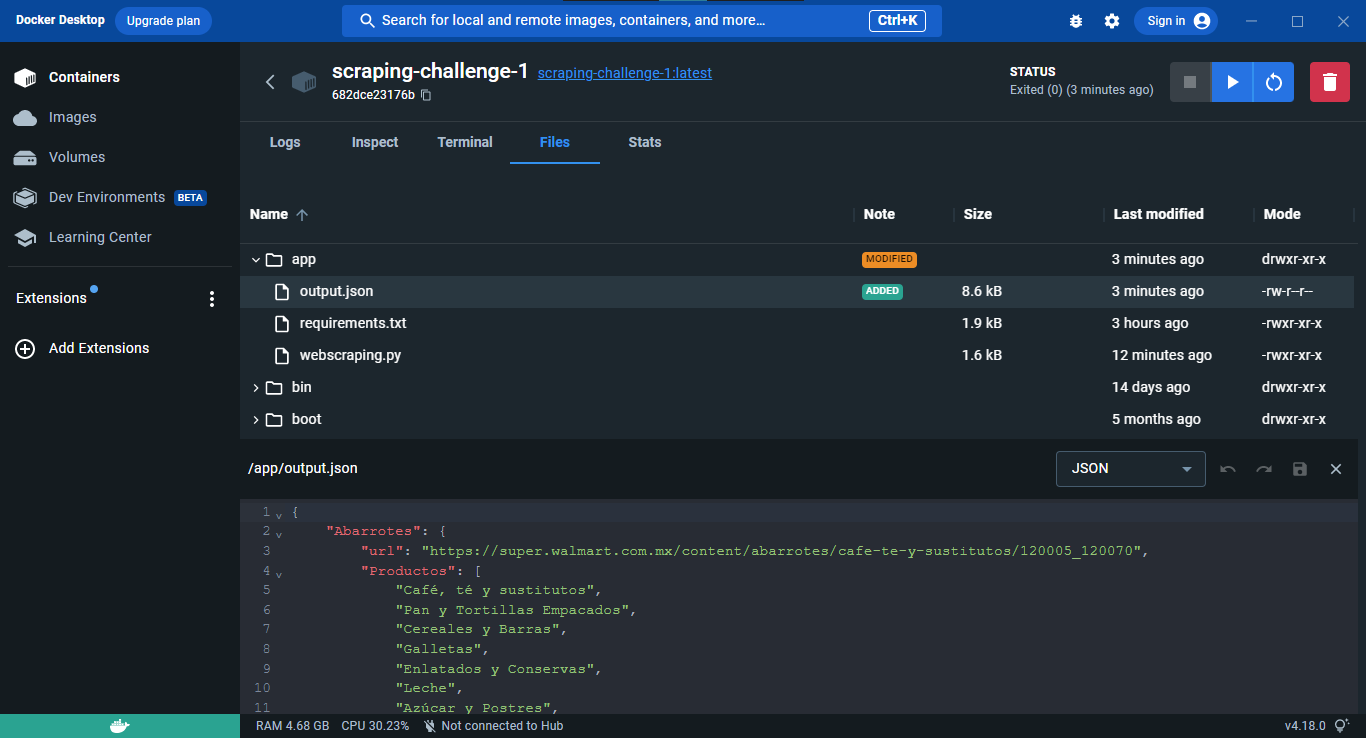 Docker Desktop Upgrade plan Search for local and remote images, containers, and more... Ctrl+K Sign in
Containers
Images
Volumes
Dev Environments BETA
Learning Center
Extensions
Add Extensions
scraping-challenge-1 scraping-challenge-1:latest
682dce23176b
STATUS
Exited (0) (3 minutes ago)
Logs Inspect Terminal Files Stats
Name Note Size Last modified Mode
app MODIFIED 3 minutes ago drwxr-xr-x
output.json ADDED 8.6 kB 3 minutes ago -rw-r--r--
requirements.txt 1.9 kB 3 hours ago -rwxr-xr-x
webscraping.py 1.6 kB 12 minutes ago -rwxr-xr-x
bin 14 days ago drwxr-xr-x
boot 5 months ago drwxr-xr-x
/app/output.json JSON
1 {
2 "Abarrotes": {
3 "url": "https://super.walmart.com.mx/content/abarrotes/cafe-te-y-sustitutos/120005_120070",
4 "Productos": [
5 "Café, té y sustitutos",
6 "Pan y Tortillas Empacados",
7 "Cereales y Barras",
8 "Galletas",
9 "Enlatados y Conservas",
10 "Leche",
11 "Azúcar y Postres",
RAM 4.68 GB CPU 30.23% Not connected to Hub v4.18.0